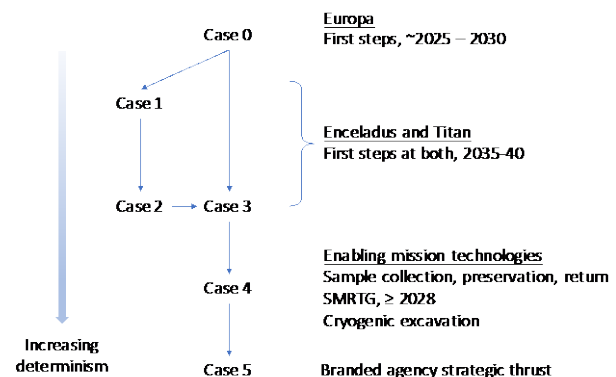 Case 0
Europa
First steps, ~2025 – 2030
Case 1
Enceladus and Titan
First steps at both, 2035-40
Case 2
Case 3
Enabling mission technologies
Sample collection, preservation, return
SMRTG, ≥ 2028
Cryogenic excavation
Case 4
Increasing
determinism
Case 5
Branded agency strategic thrust